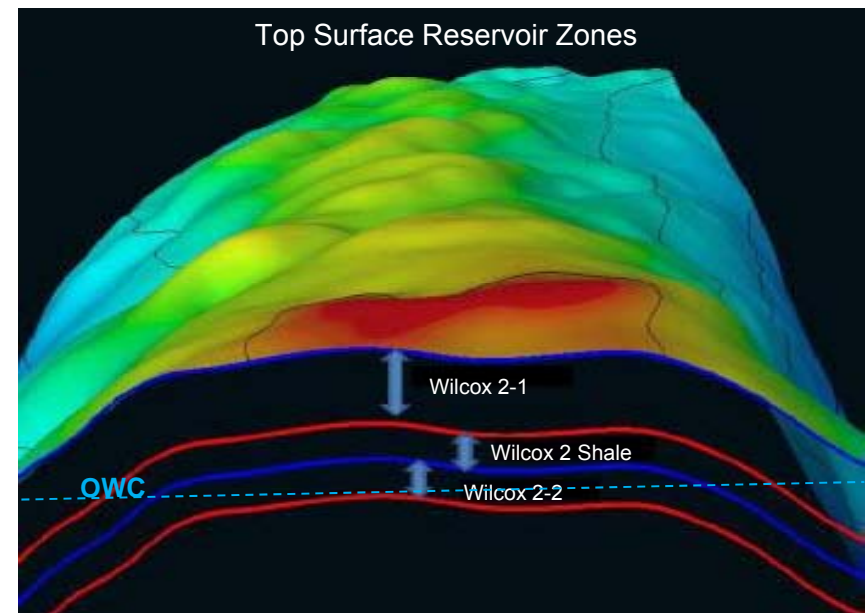 Top Surface Reservoir Zones
Wilcox 2-1
Wilcox 2 Shale
OWC
Wilcox 2-2